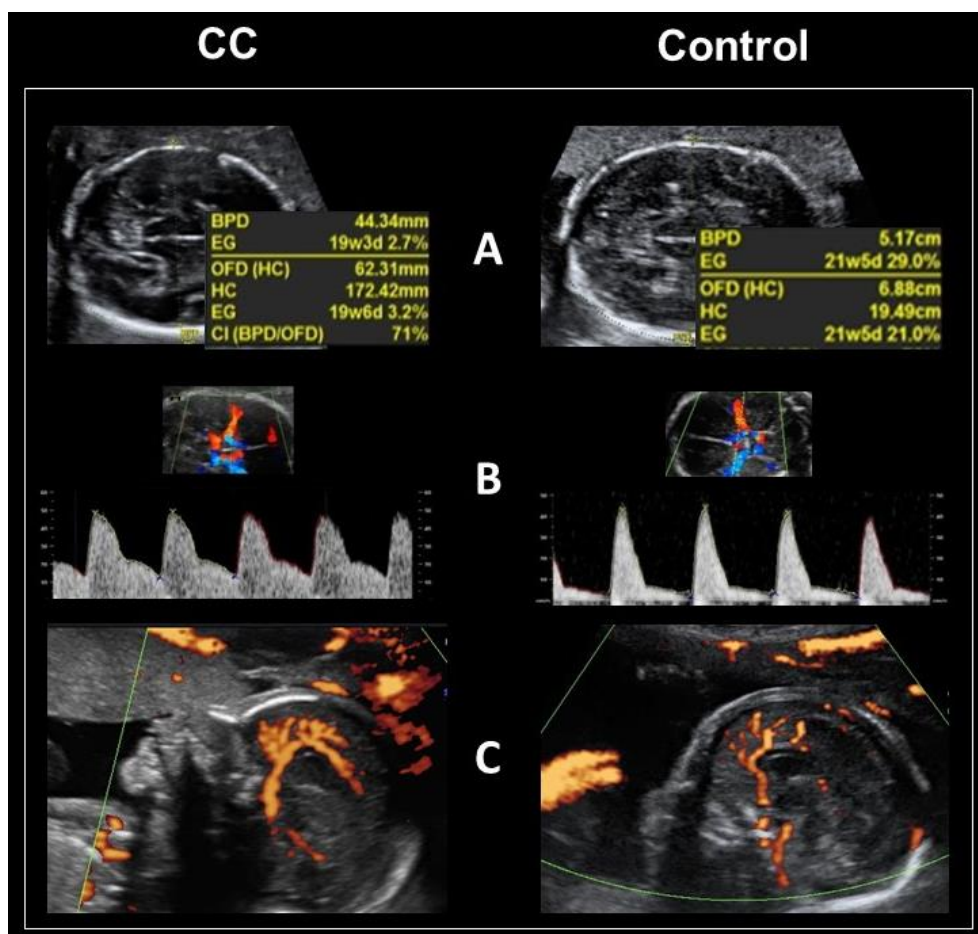 CC Control
A
BPD 44.34mm
EG 19w3d 2.7%
OFD (HC) 62.31mm
HC 172.42mm
EG 19w6d 3.2%
CI (BPD/OFD) 71%
BPD 5.17cm
EG 21w5d 29.0%
OFD (HC) 6.88cm
HC 19.49cm
EG 21w5d 21.0%
B
C